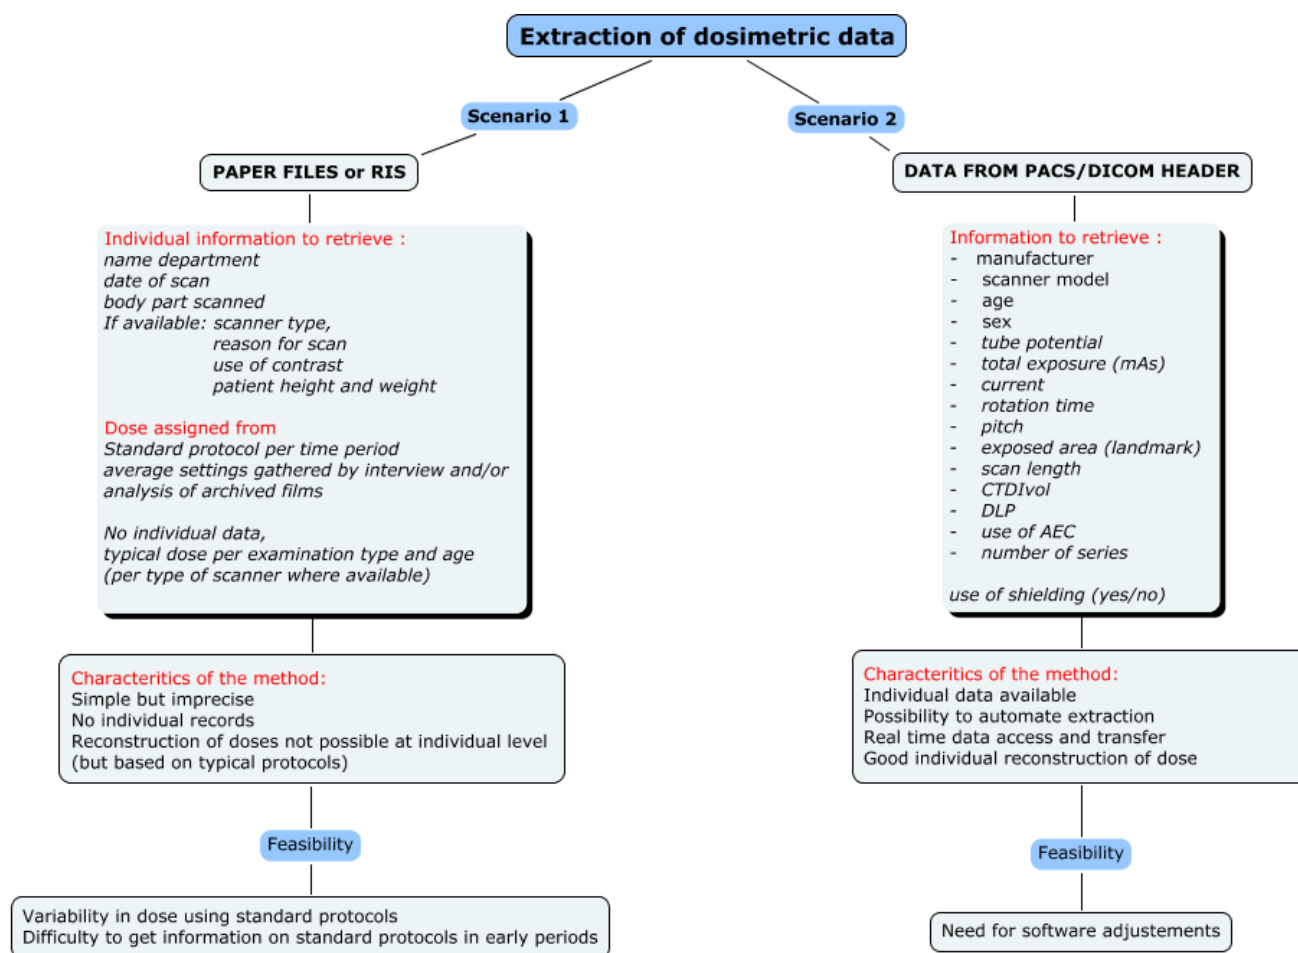 Extraction of dosimetric data
Scenario 1
Scenario 2
PAPER FILES or RIS
DATA FROM PACS/DICOM HEADER
Individual information to retrieve :
name department
date of scan
body part scanned
If available: scanner type,
reason for scan
use of contrast
patient height and weight
Dose assigned from
Standard protocol per time period
average settings gathered by interview and/or
analysis of archived films
No individual data,
typical dose per examination type and age
(per type of scanner where available)
Information to retrieve :
- manufacturer
- scanner model
- age
- sex
- tube potential
- total exposure (mAs)
- current
- rotation time
- pitch
- exposed area (landmark)
- scan length
- CTDIvol
- DLP
- use of AEC
- number of series
use of shielding (yes/no)
Characteritics of the method:
Simple but imprecise
No individual records
Reconstruction of doses not possible at individual level
(but based on typical protocols)
Characteritics of the method:
Individual data available
Possibility to automate extraction
Real time data access and transfer
Good individual reconstruction of dose
Feasibility
Feasibility
Variability in dose using standard protocols
Difficulty to get information on standard protocols in early periods
Need for software adjustements